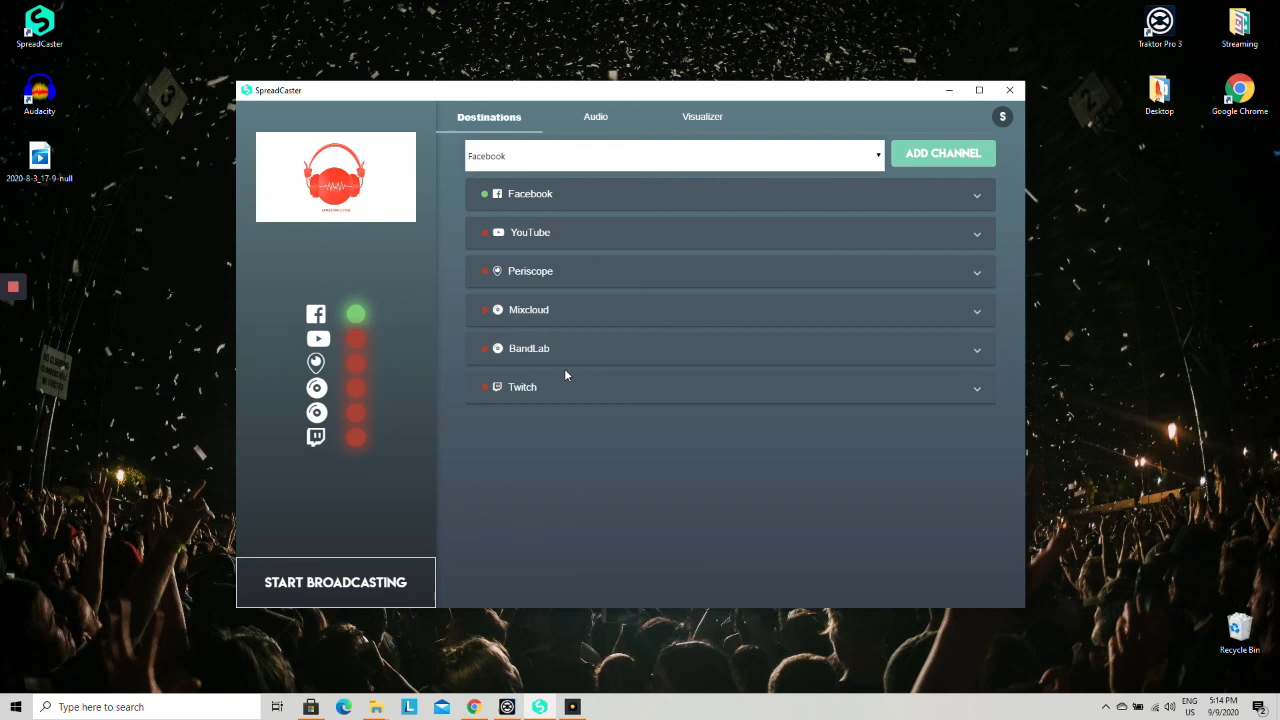 SpreadCaster
Audacity
2020-8-3_17-9-null
Traktor Pro 3
Streaming
Desktop
Google Chrome
SpreadCaster
Destinations
Audio
Visualizer
S
Facebook
ADD CHANNEL
Facebook
YouTube
Periscope
Mixcloud
BandLab
Twitch
START BROADCASTING
Recycle Bin
Type here to search
ENG
US
5:14 PM
9/9/2020
2